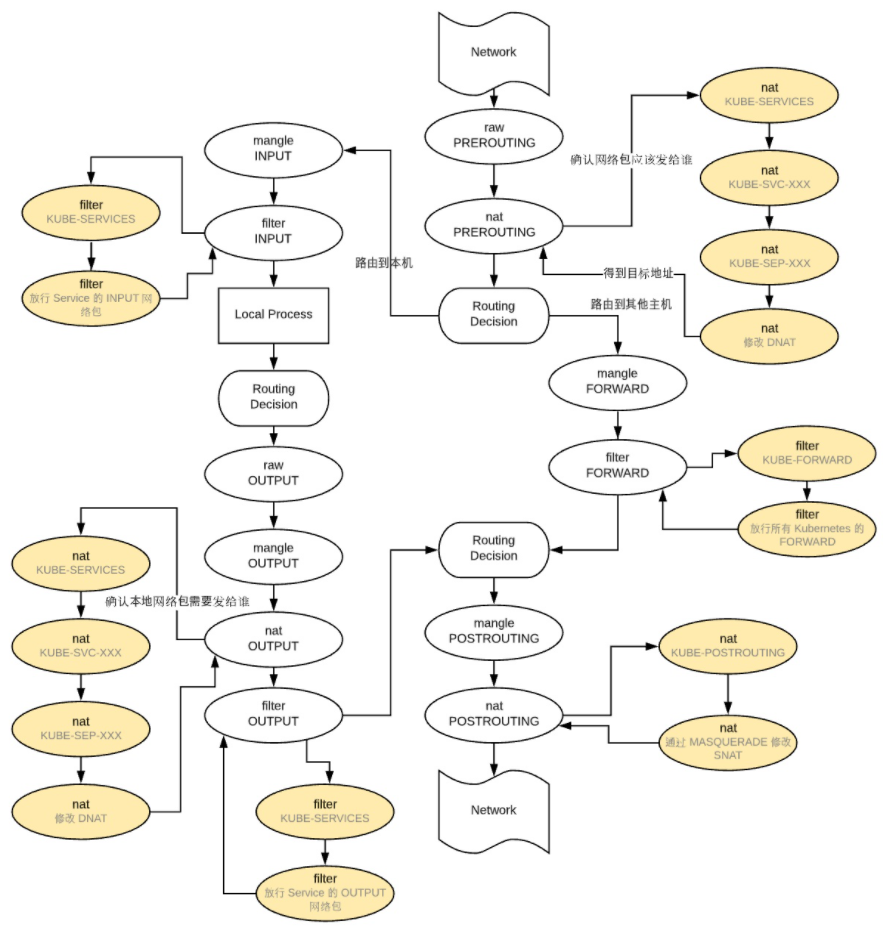 Network
raw
PREROUTING
nat
PREROUTING
确认网络包应该发给谁
nat
KUBE-SERVICES
nat
KUBE-SVC-XXX
nat
KUBE-SEP-XXX
nat
修改 DNAT
得到目标地址
Routing
Decision
路由到本机
路由到其他主机
mangle
INPUT
filter
INPUT
filter
KUBE-SERVICES
filter
放行 Service 的 INPUT 网
络包
Local Process
Routing
Decision
raw
OUTPUT
mangle
OUTPUT
nat
OUTPUT
确认本地网络包需要发给谁
nat
KUBE-SERVICES
nat
KUBE-SVC-XXX
nat
KUBE-SEP-XXX
nat
修改 DNAT
filter
OUTPUT
filter
KUBE-SERVICES
filter
放行 Service 的 OUTPUT
网络包
mangle
FORWARD
filter
FORWARD
filter
KUBE-FORWARD
filter
放行所有 Kubernetes 的
FORWARD
Routing
Decision
mangle
POSTROUTING
nat
POSTROUTING
nat
KUBE-POSTROUTING
nat
通过 MASQUERADE 修改
SNAT
Network